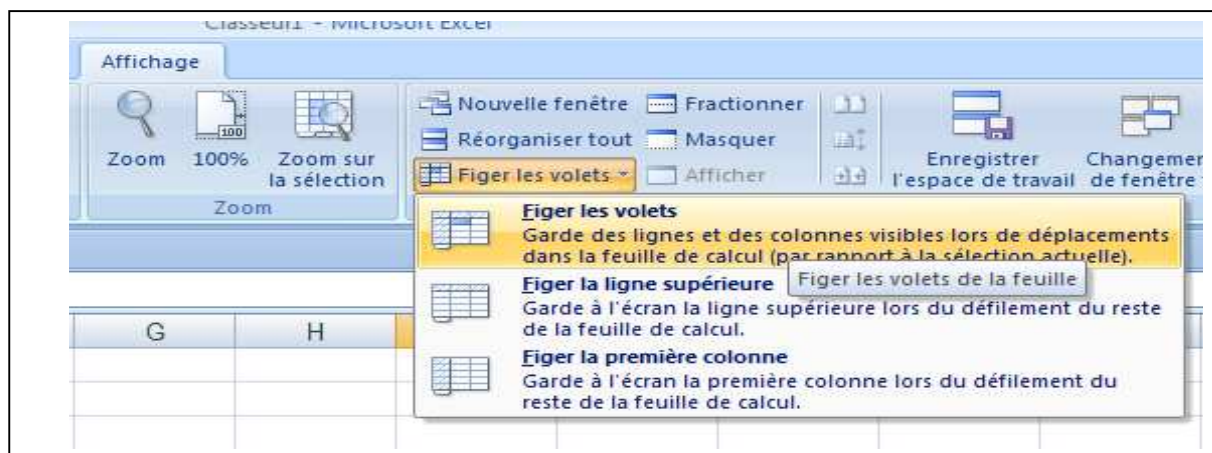 Classeur1 - Microsoft Excel
Affichage
Nouvelle fenêtre Fractionner
Réorganiser tout Masquer
Zoom 100% Zoom sur la sélection
Figer les volets Afficher
Enregistrer l'espace de travail
Changemen de fenêtre
Zoom
Figer les volets
Garde des lignes et des colonnes visibles lors de déplacements
dans la feuille de calcul (par rapport à la sélection actuelle).
Figer les volets de la feuille
Figer la ligne supérieure
Garde à l'écran la ligne supérieure lors du défilement du reste
de la feuille de calcul.
Figer la première colonne
Garde à l'écran la première colonne lors du défilement du
reste de la feuille de calcul.
G H